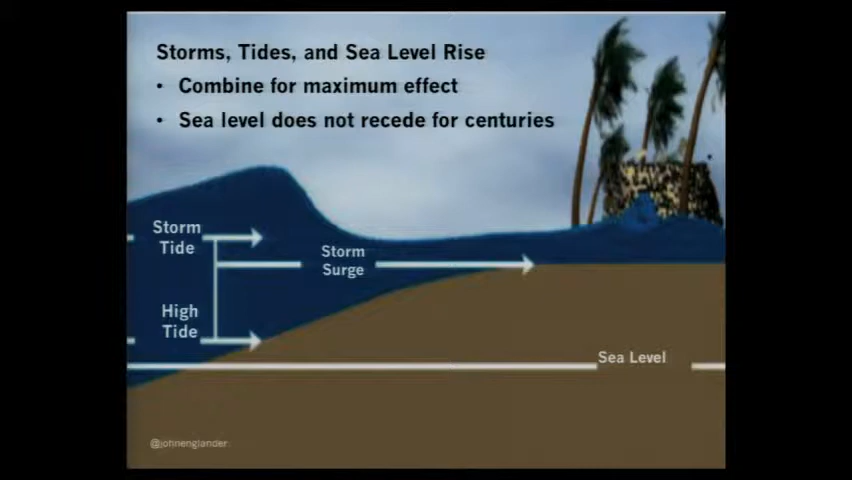 Storms, Tides, and Sea Level Rise
• Combine for maximum effect
• Sea level does not recede for centuries
Storm
Tide
Storm
Surge
High
Tide
Sea Level
@johnenglander